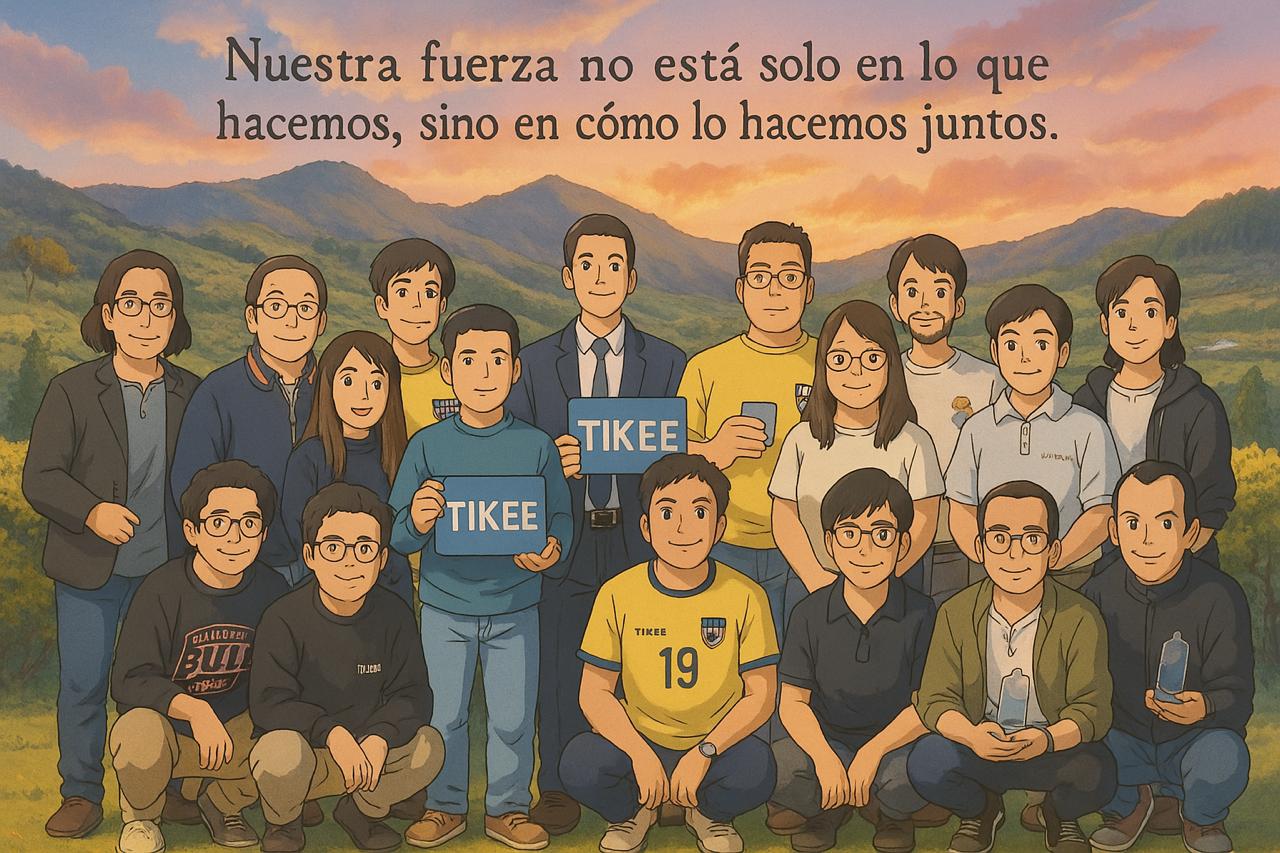 Nuestra fuerza no está solo en lo que
hacemos, sino en cómo lo hacemos juntos.
TIKEE
TIKEE
TIKEE
19
BULL